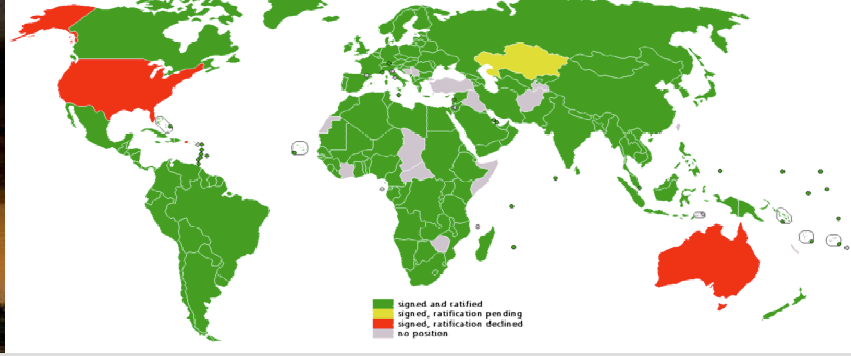 signed and ratified
signed, ratification pending
signed, ratification declined
no position